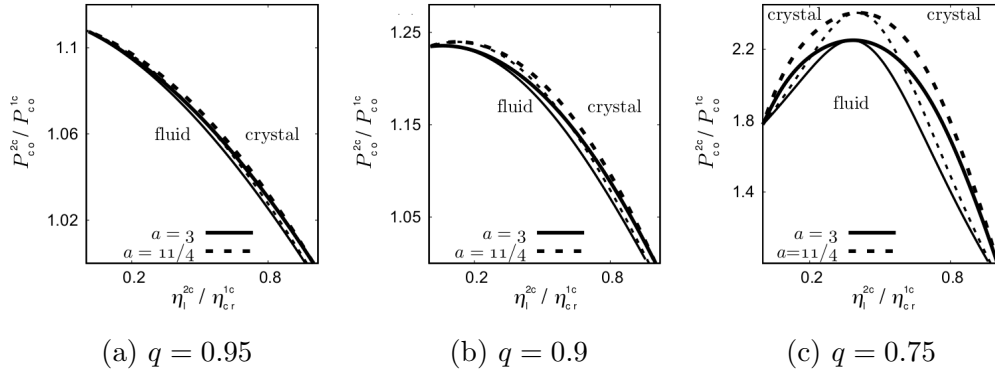 1.1
1.06
1.02
P_co^2c / P_co^1c
fluid
crystal
a = 3
a = 11/4
0.2
0.8
η_l^2c / η_cr^1c
(a) q = 0.95
1.25
1.15
1.05
P_co^2c / P_co^1c
fluid
crystal
a = 3
a = 11/4
0.2
0.8
η_l^2c / η_cr^1c
(b) q = 0.9
crystal
crystal
2.2
1.8
1.4
P_co^2c / P_co^1c
fluid
a = 3
a=11/4
0.2
0.8
η_l^2c / η_cr^1c
(c) q = 0.75